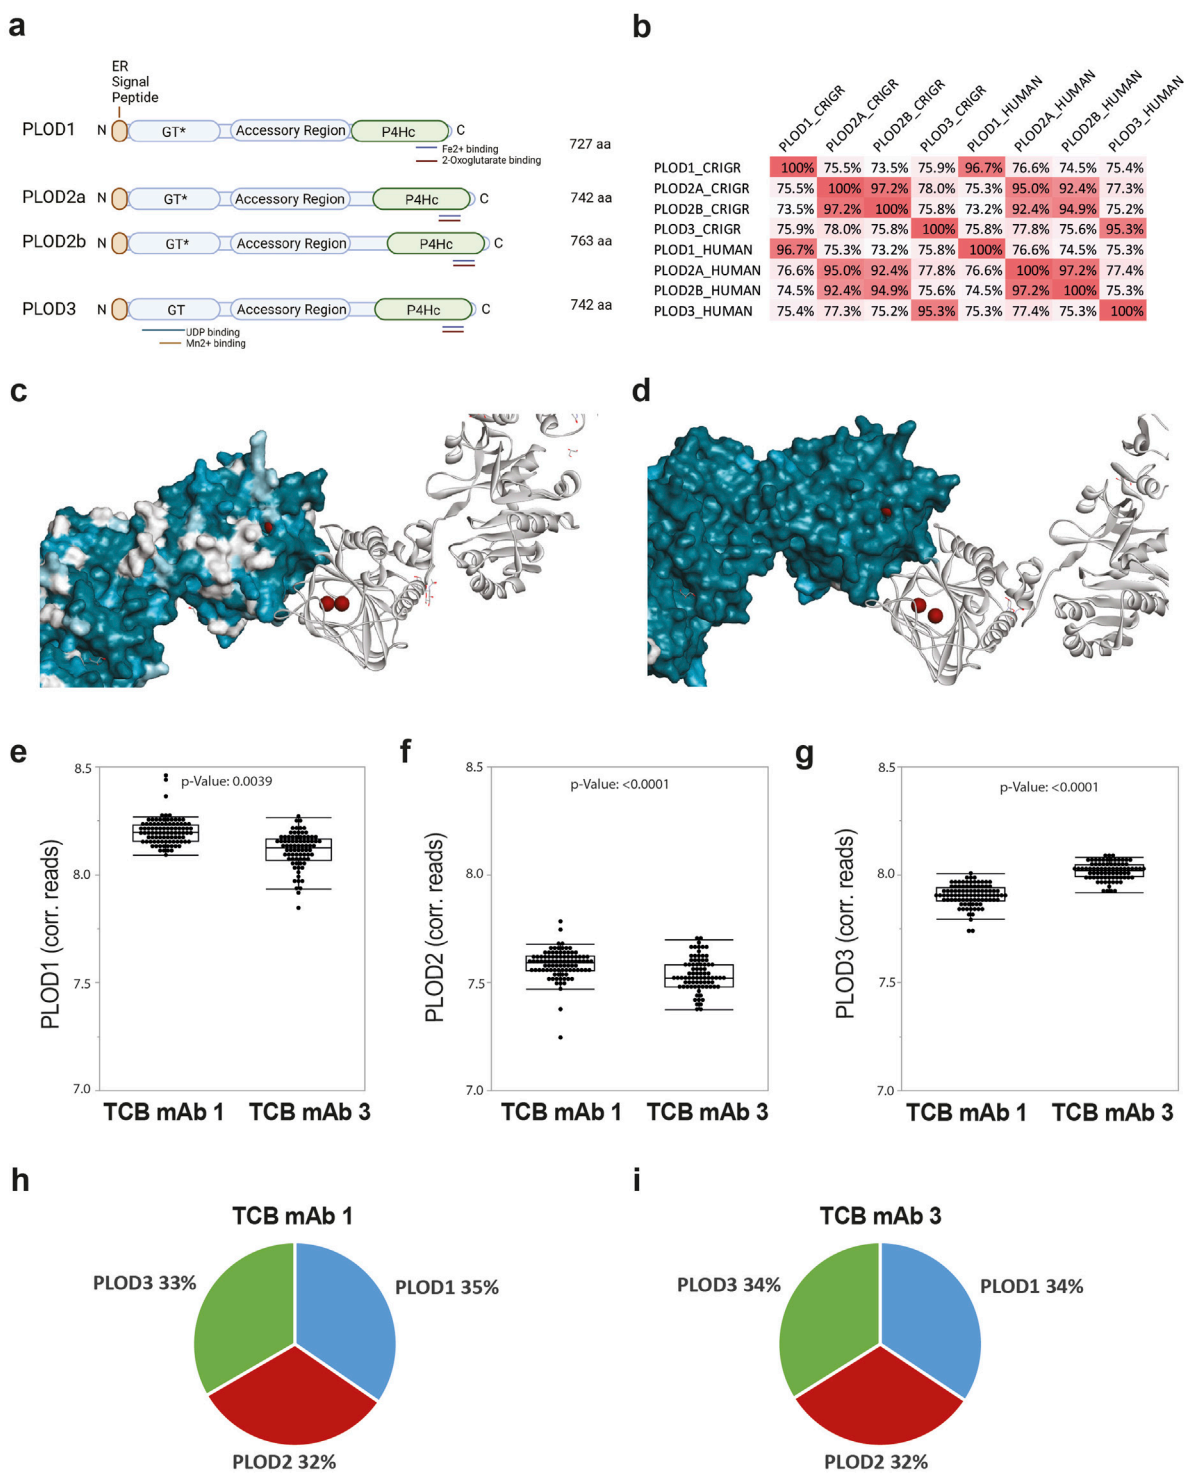 a
ER
Signal
Peptide
PLOD1 N GT* Accessory Region P4Hc C 727 aa
Fe2+ binding
2-Oxoglutarate binding
PLOD2a N GT* Accessory Region P4Hc C 742 aa
PLOD2b N GT* Accessory Region P4Hc C 763 aa
PLOD3 N GT Accessory Region P4Hc C 742 aa
UDP binding
Mn2+ binding
b
PLOD1_CRIGR PLOD2A_CRIGR PLOD2B_CRIGR PLOD3_CRIGR PLOD1_HUMAN PLOD2A_HUMAN PLOD2B_HUMAN PLOD3_HUMAN
PLOD1_CRIGR 100% 75.5% 73.5% 75.9% 96.7% 76.6% 74.5% 75.4%
PLOD2A_CRIGR 75.5% 100% 97.2% 78.0% 75.3% 95.0% 92.4% 77.3%
PLOD2B_CRIGR 73.5% 97.2% 100% 75.8% 73.2% 92.4% 94.9% 75.2%
PLOD3_CRIGR 75.9% 78.0% 75.8% 100% 75.8% 77.8% 75.6% 95.3%
PLOD1_HUMAN 96.7% 75.3% 73.2% 75.8% 100% 76.6% 74.5% 75.3%
PLOD2A_HUMAN 76.6% 95.0% 92.4% 77.8% 76.6% 100% 97.2% 77.4%
PLOD2B_HUMAN 74.5% 92.4% 94.9% 75.6% 74.5% 97.2% 100% 75.3%
PLOD3_HUMAN 75.4% 77.3% 75.2% 95.3% 75.3% 77.4% 75.3% 100%
c
d
e
PLOD1 (corr. reads)
8.5
8.0
7.5
7.0
p-Value: 0.0039
TCB mAb 1 TCB mAb 3
f
PLOD2 (corr. reads)
8.5
8.0
7.5
7.0
p-Value: <0.0001
TCB mAb 1 TCB mAb 3
g
PLOD3 (corr. reads)
8.5
8.0
7.5
7.0
p-Value: <0.0001
TCB mAb 1 TCB mAb 3
h
TCB mAb 1
PLOD3 33%
PLOD1 35%
PLOD2 32%
i
TCB mAb 3
PLOD3 34%
PLOD1 34%
PLOD2 32%